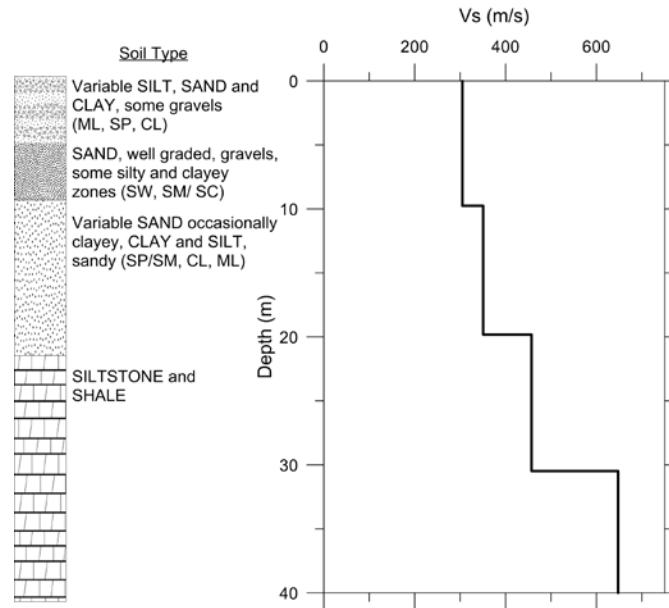 Vs (m/s)
Soil Type
0 200 400 600
Variable SILT, SAND and
CLAY, some gravels
(ML, SP, CL)
SAND, well graded, gravels,
some silty and clayey
zones (SW, SM/ SC)
Variable SAND occasionally
clayey, CLAY and SILT,
sandy (SP/SM, CL, ML)
SILTSTONE and
SHALE
Depth (m)
0
10
20
30
40